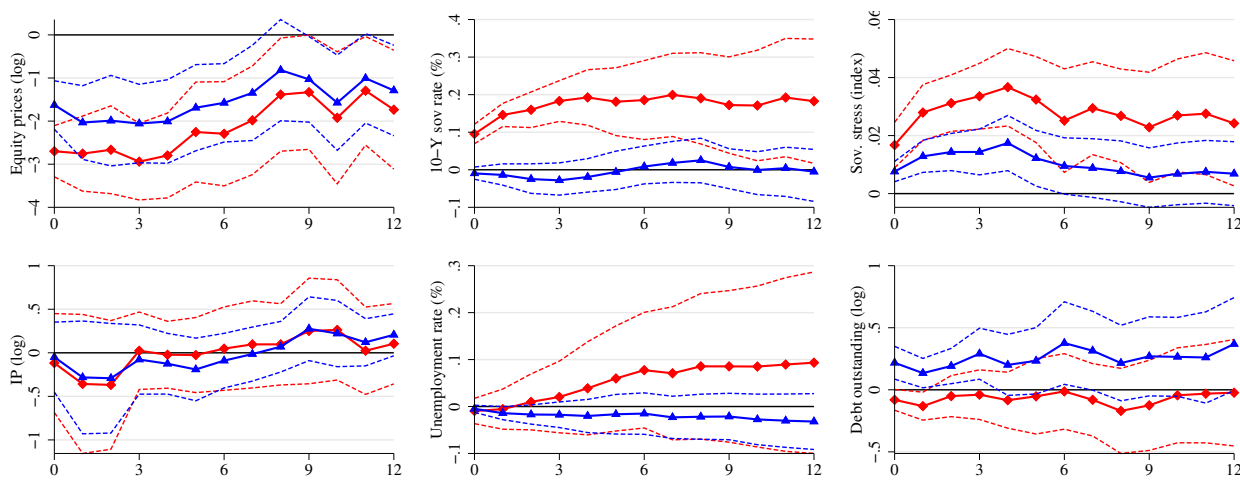 Equity prices (log)
0
−1
−2
−3
−4
0 3 6 9 12
10−Y sov rate (%)
.4
.3
.2
.1
0
−.1
0 3 6 9 12
Sov. stress (index)
.06
.04
.02
0
0 3 6 9 12
IP (log)
1
.5
0
−.5
−1
0 3 6 9 12
Unemployment rate (%)
.3
.2
.1
0
−.1
0 3 6 9 12
Debt outstanding (log)
1
.5
0
−.5
0 3 6 9 12